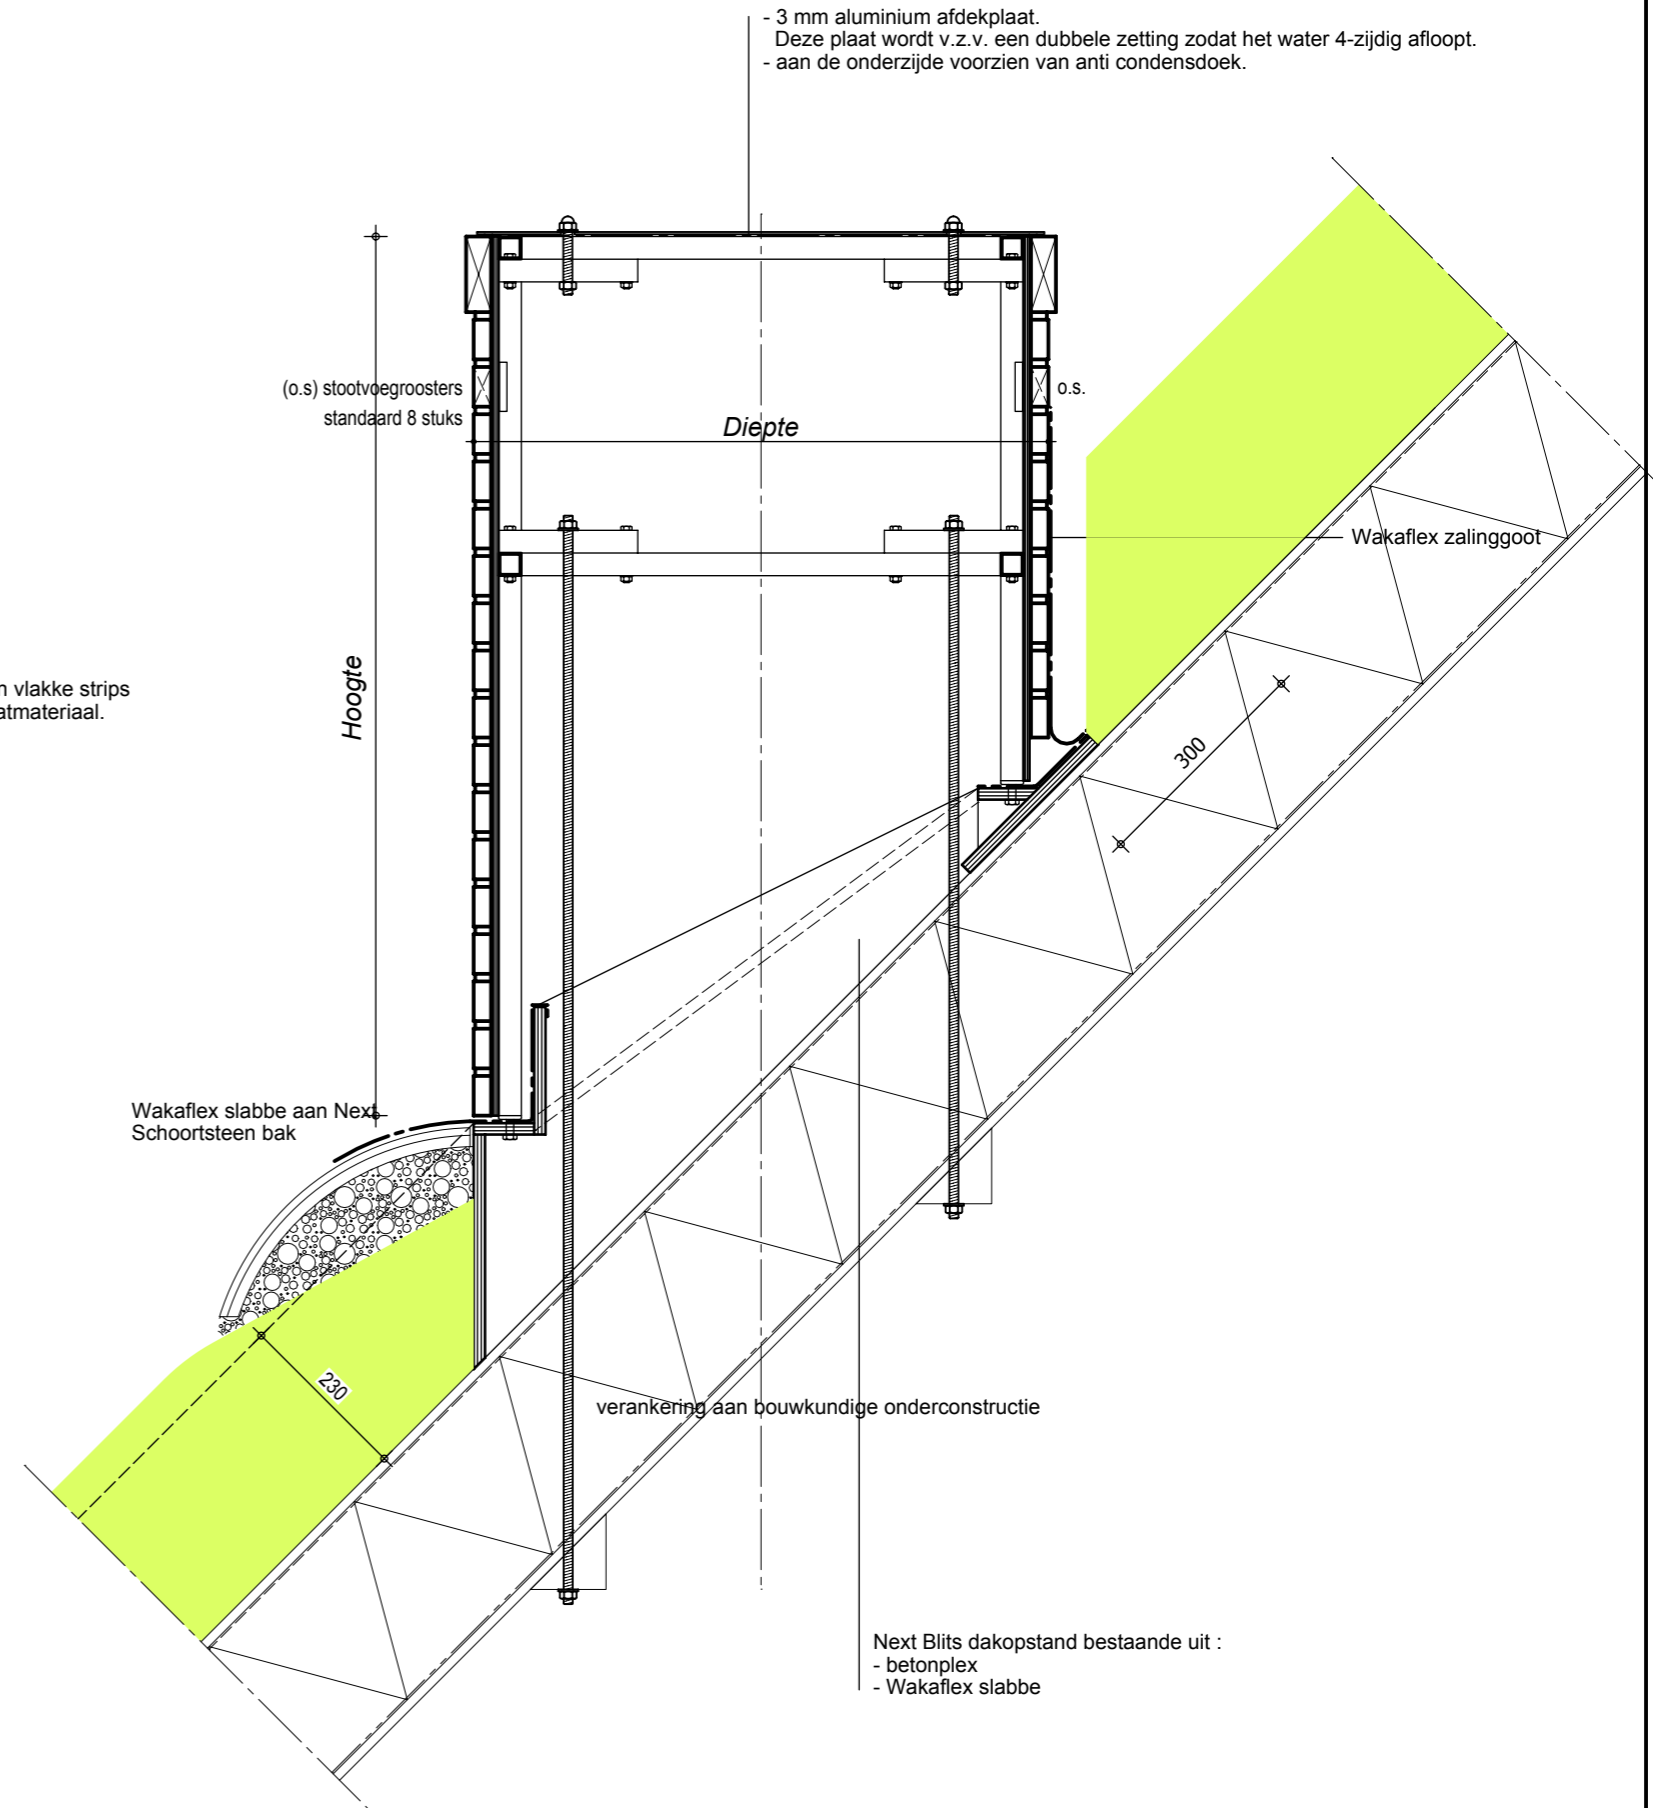 - 3 mm aluminium afdekplaat.
Deze plaat wordt v.z.v. een dubbele zetting zodat het water 4-zijdig afloopt.
- aan de onderzijde voorzien van anti condensdoek.
(o.s) stootvoegroosters
standaard 8 stuks
o.s.
Diepte
Wakaflex zalinggoot
Hoogte
vlakke strips
300
Wakaflex slabbe aan Next
Schoortsteen bak
230
verankering aan bouwkundige onderconstructie
Next Blits dakopstand bestaande uit :
- betonplex
- Wakaflex slabbe